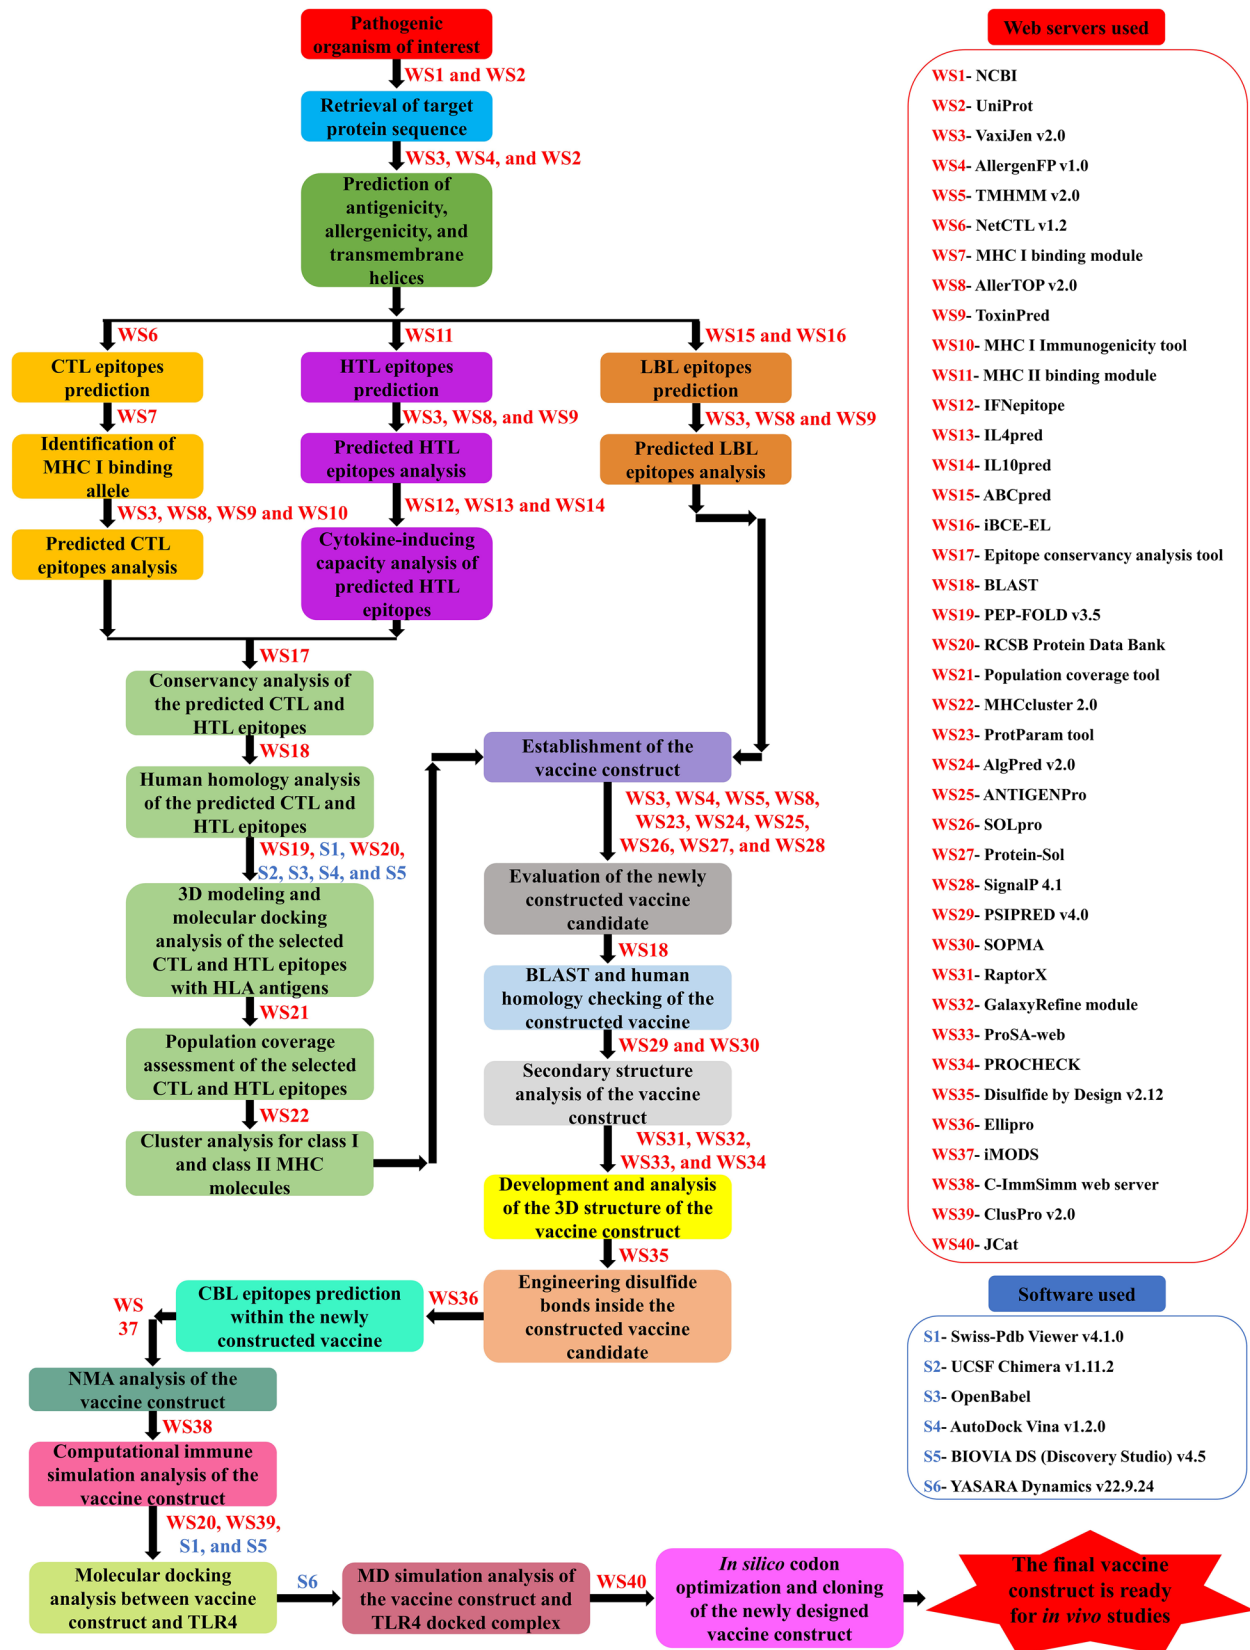 Pathogenic
organism of interest
WS1 and WS2
Retrieval of target
protein sequence
WS3, WS4, and WS2
Prediction of
antigenicity,
allergenicity, and
transmembrane
helices
WS6
CTL epitopes
prediction
WS7
Identification of
MHC I binding
allele
WS3, WS8, WS9 and WS10
Predicted CTL
epitopes analysis
WS11
HTL epitopes
prediction
WS3, WS8, and WS9
Predicted HTL
epitopes analysis
WS12, WS13 and WS14
Cytokine-inducing
capacity analysis of
predicted HTL
epitopes
WS15 and WS16
LBL epitopes
prediction
WS3, WS8 and WS9
Predicted LBL
epitopes analysis
WS17
Conservancy analysis of
the predicted CTL and
HTL epitopes
WS18
Human homology analysis
of the predicted CTL and
HTL epitopes
WS19, S1, WS20,
S2, S3, S4, and S5
3D modeling and
molecular docking
analysis of the selected
CTL and HTL epitopes
with HLA antigens
WS21
Population coverage
assessment of the selected
CTL and HTL epitopes
WS22
Cluster analysis for class I
and class II MHC
molecules
Establishment of the
vaccine construct
WS3, WS4, WS5, WS8,
WS23, WS24, WS25,
WS26, WS27, and WS28
Evaluation of the newly
constructed vaccine
candidate
WS18
BLAST and human
homology checking of the
constructed vaccine
WS29 and WS30
Secondary structure
analysis of the vaccine
construct
WS31, WS32,
WS33, and WS34
Development and analysis
of the 3D structure of the
vaccine construct
WS35
Engineering disulfide
bonds inside the
constructed vaccine
candidate
WS36
CBL epitopes prediction
within the newly
constructed vaccine
WS
37
NMA analysis of the
vaccine construct
WS38
Computational immune
simulation analysis of the
vaccine construct
WS20, WS39,
S1, and S5
Molecular docking
analysis between vaccine
construct and TLR4
S6
MD simulation analysis of
the vaccine construct and
TLR4 docked complex
WS40
In silico codon
optimization and cloning
of the newly designed
vaccine construct
The final vaccine
construct is ready
for in vivo studies
Web servers used
WS1- NCBI
WS2- UniProt
WS3- VaxiJen v2.0
WS4- AllergenFP v1.0
WS5- TMHMM v2.0
WS6- NetCTL v1.2
WS7- MHC I binding module
WS8- AllerTOP v2.0
WS9- ToxinPred
WS10- MHC I Immunogenicity tool
WS11- MHC II binding module
WS12- IFNepitope
WS13- IL4pred
WS14- IL10pred
WS15- ABCpred
WS16- iBCE-EL
WS17- Epitope conservancy analysis tool
WS18- BLAST
WS19- PEP-FOLD v3.5
WS20- RCSB Protein Data Bank
WS21- Population coverage tool
WS22- MHCcluster 2.0
WS23- ProtParam tool
WS24- AlgPred v2.0
WS25- ANTIGENPro
WS26- SOLpro
WS27- Protein-Sol
WS28- SignalP 4.1
WS29- PSIPRED v4.0
WS30- SOPMA
WS31- RaptorX
WS32- GalaxyRefine module
WS33- ProSA-web
WS34- PROCHECK
WS35- Disulfide by Design v2.12
WS36- Ellipro
WS37- iMODS
WS38- C-ImmSimm web server
WS39- ClusPro v2.0
WS40- JCat
Software used
S1- Swiss-Pdb Viewer v4.1.0
S2- UCSF Chimera v1.11.2
S3- OpenBabel
S4- AutoDock Vina v1.2.0
S5- BIOVIA DS (Discovery Studio) v4.5
S6- YASARA Dynamics v22.9.24